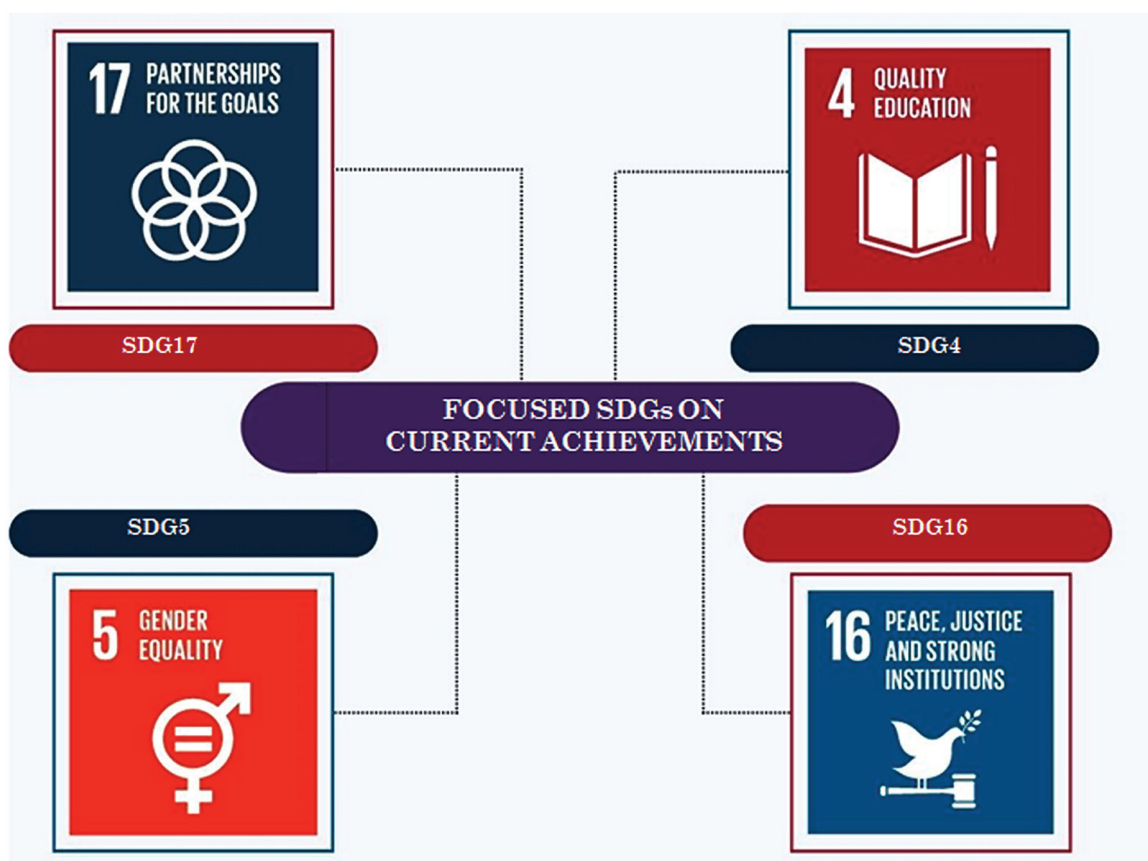 17 PARTNERSHIPS
FOR THE GOALS
SDG17
4 QUALITY
EDUCATION
SDG4
FOCUSED SDGs ON
CURRENT ACHIEVEMENTS
SDG5
5 GENDER
EQUALITY
SDG16
16 PEACE, JUSTICE
AND STRONG
INSTITUTIONS